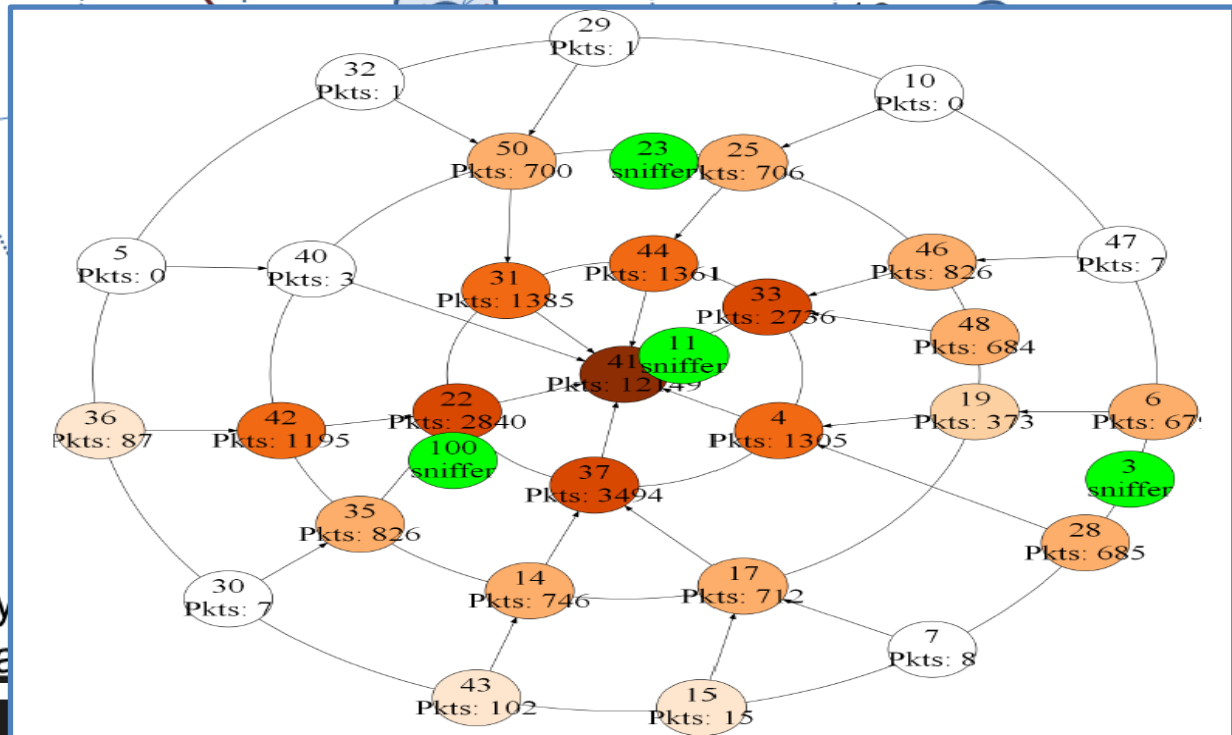 29
Pkts: 1
32
Pkts: 1
10
Pkts: 0
50
Pkts: 700
23
sniffer
25
kts: 706
5
Pkts: 0
40
Pkts: 3
44
Pkts: 1361
46
Pkts: 826
47
Pkts: 7
31
Pkts: 1385
33
Pkts: 2736
48
Pkts: 684
11
sniffer
41
Pkts: 12149
36
Pkts: 87
42
Pkts: 1195
22
Pkts: 2840
4
Pkts: 1305
19
Pkts: 373
6
Pkts: 679
100
sniffer
37
Pkts: 3494
3
sniffer
35
Pkts: 826
28
Pkts: 685
30
Pkts: 7
14
Pkts: 746
17
Pkts: 712
7
Pkts: 8
43
Pkts: 102
15
Pkts: 15